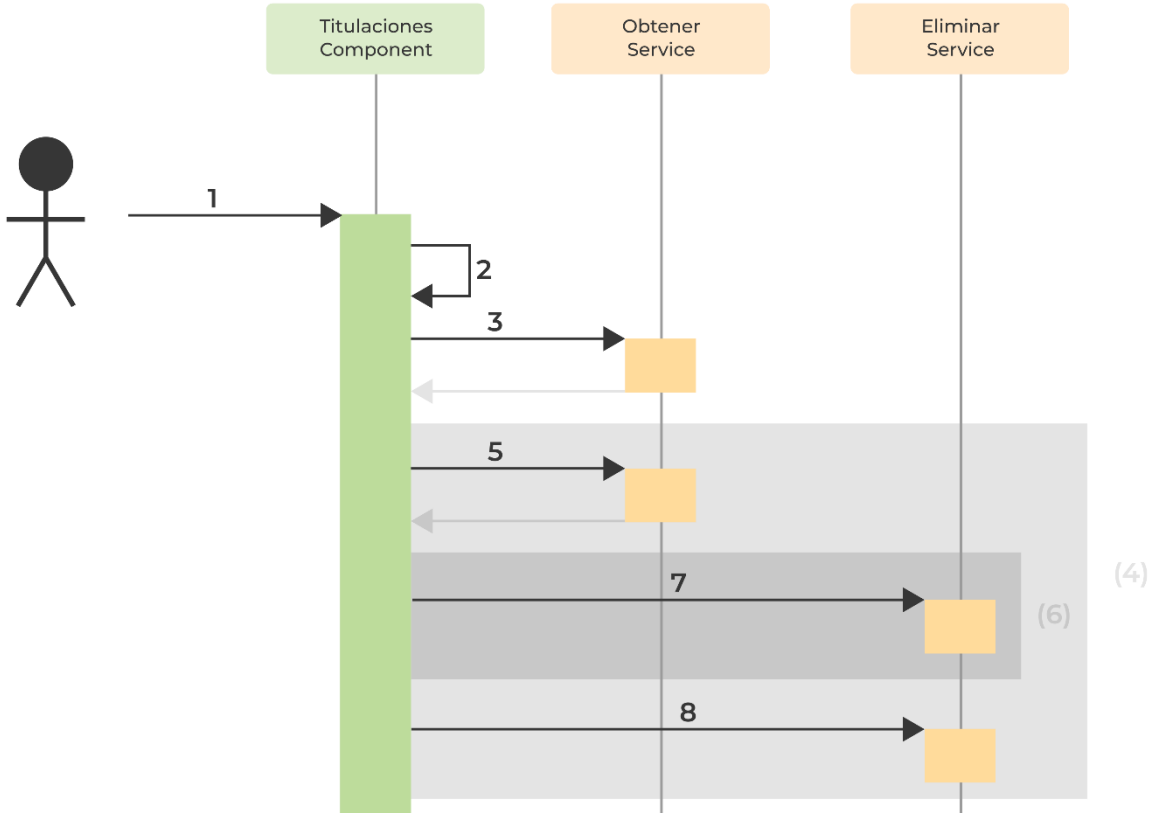 Titulaciones
Component
Obtener
Service
Eliminar
Service
1
2
3
5
(4)
7
(6)
8